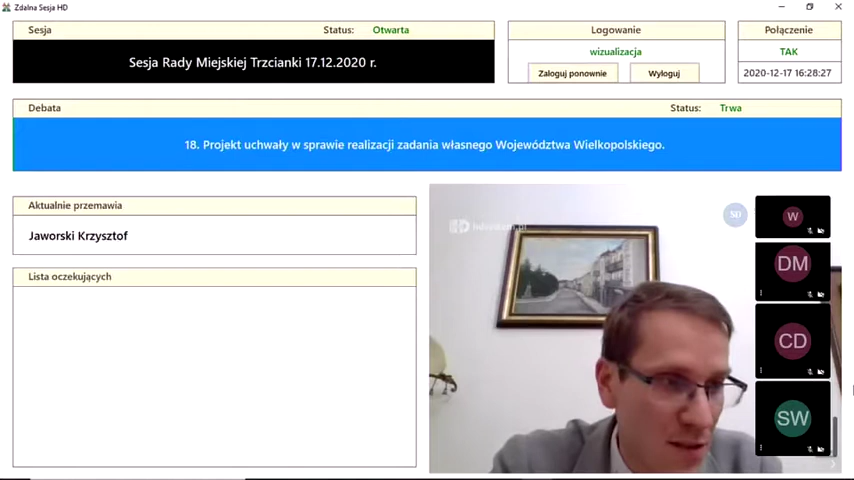 Zdalna Sesja HD
Sesja Status: Otwarta
Sesja Rady Miejskiej Trzcianki 17.12.2020 r.
Logowanie
wizualizacja
Zaloguj ponownie Wyloguj
Połączenie
TAK
2020-12-17 16:28:27
Debata Status: Trwa
18. Projekt uchwały w sprawie realizacji zadania własnego Województwa Wielkopolskiego.
Aktualnie przemawia
Jaworski Krzysztof
Lista oczekujących
hdsystem.pl
SD
W
DM
CD
SW